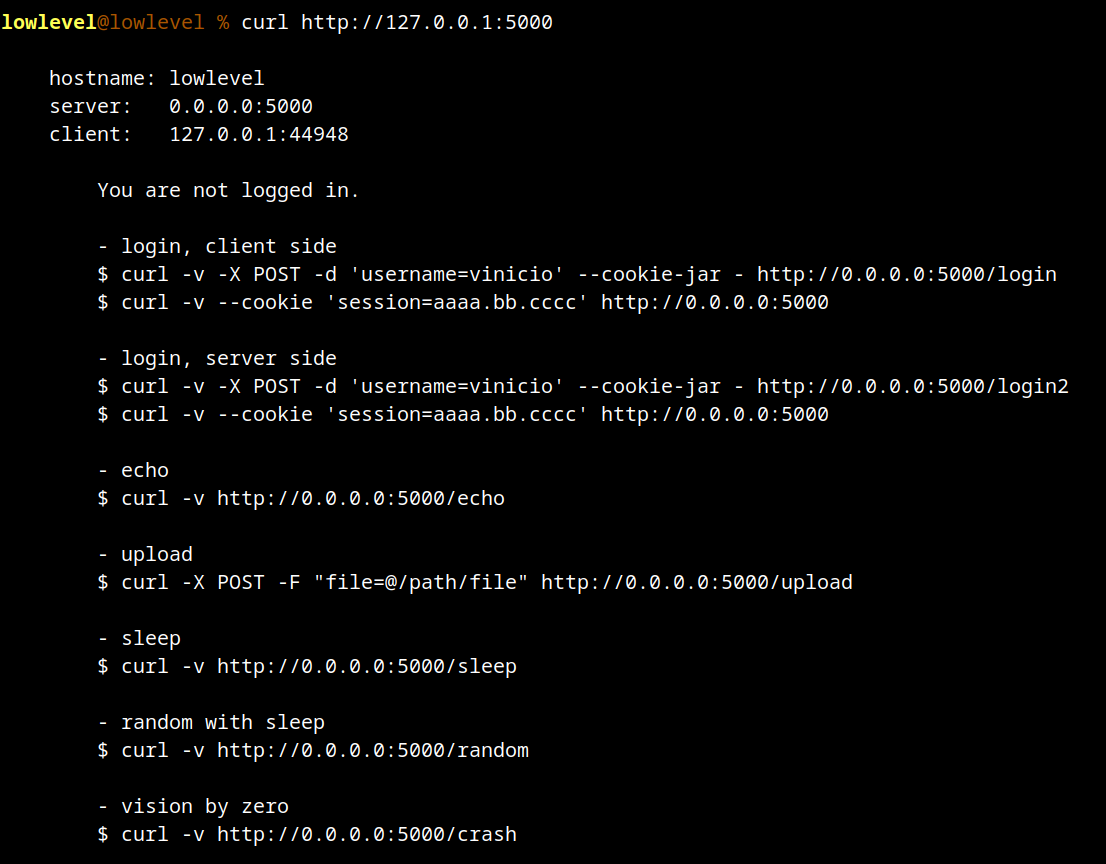 lowlevel@lowlevel % curl http://127.0.0.1:5000
hostname: lowlevel
server: 0.0.0.0:5000
client: 127.0.0.1:44948
You are not logged in.
- login, client side
$ curl -v -X POST -d 'username=vinicio' --cookie-jar - http://0.0.0.0:5000/login
$ curl -v --cookie 'session=aaaa.bb.cccc' http://0.0.0.0:5000
- login, server side
$ curl -v -X POST -d 'username=vinicio' --cookie-jar - http://0.0.0.0:5000/login2
$ curl -v --cookie 'session=aaaa.bb.cccc' http://0.0.0.0:5000
- echo
$ curl -v http://0.0.0.0:5000/echo
- upload
$ curl -X POST -F "file=@/path/file" http://0.0.0.0:5000/upload
- sleep
$ curl -v http://0.0.0.0:5000/sleep
- random with sleep
$ curl -v http://0.0.0.0:5000/random
- vision by zero
$ curl -v http://0.0.0.0:5000/crash